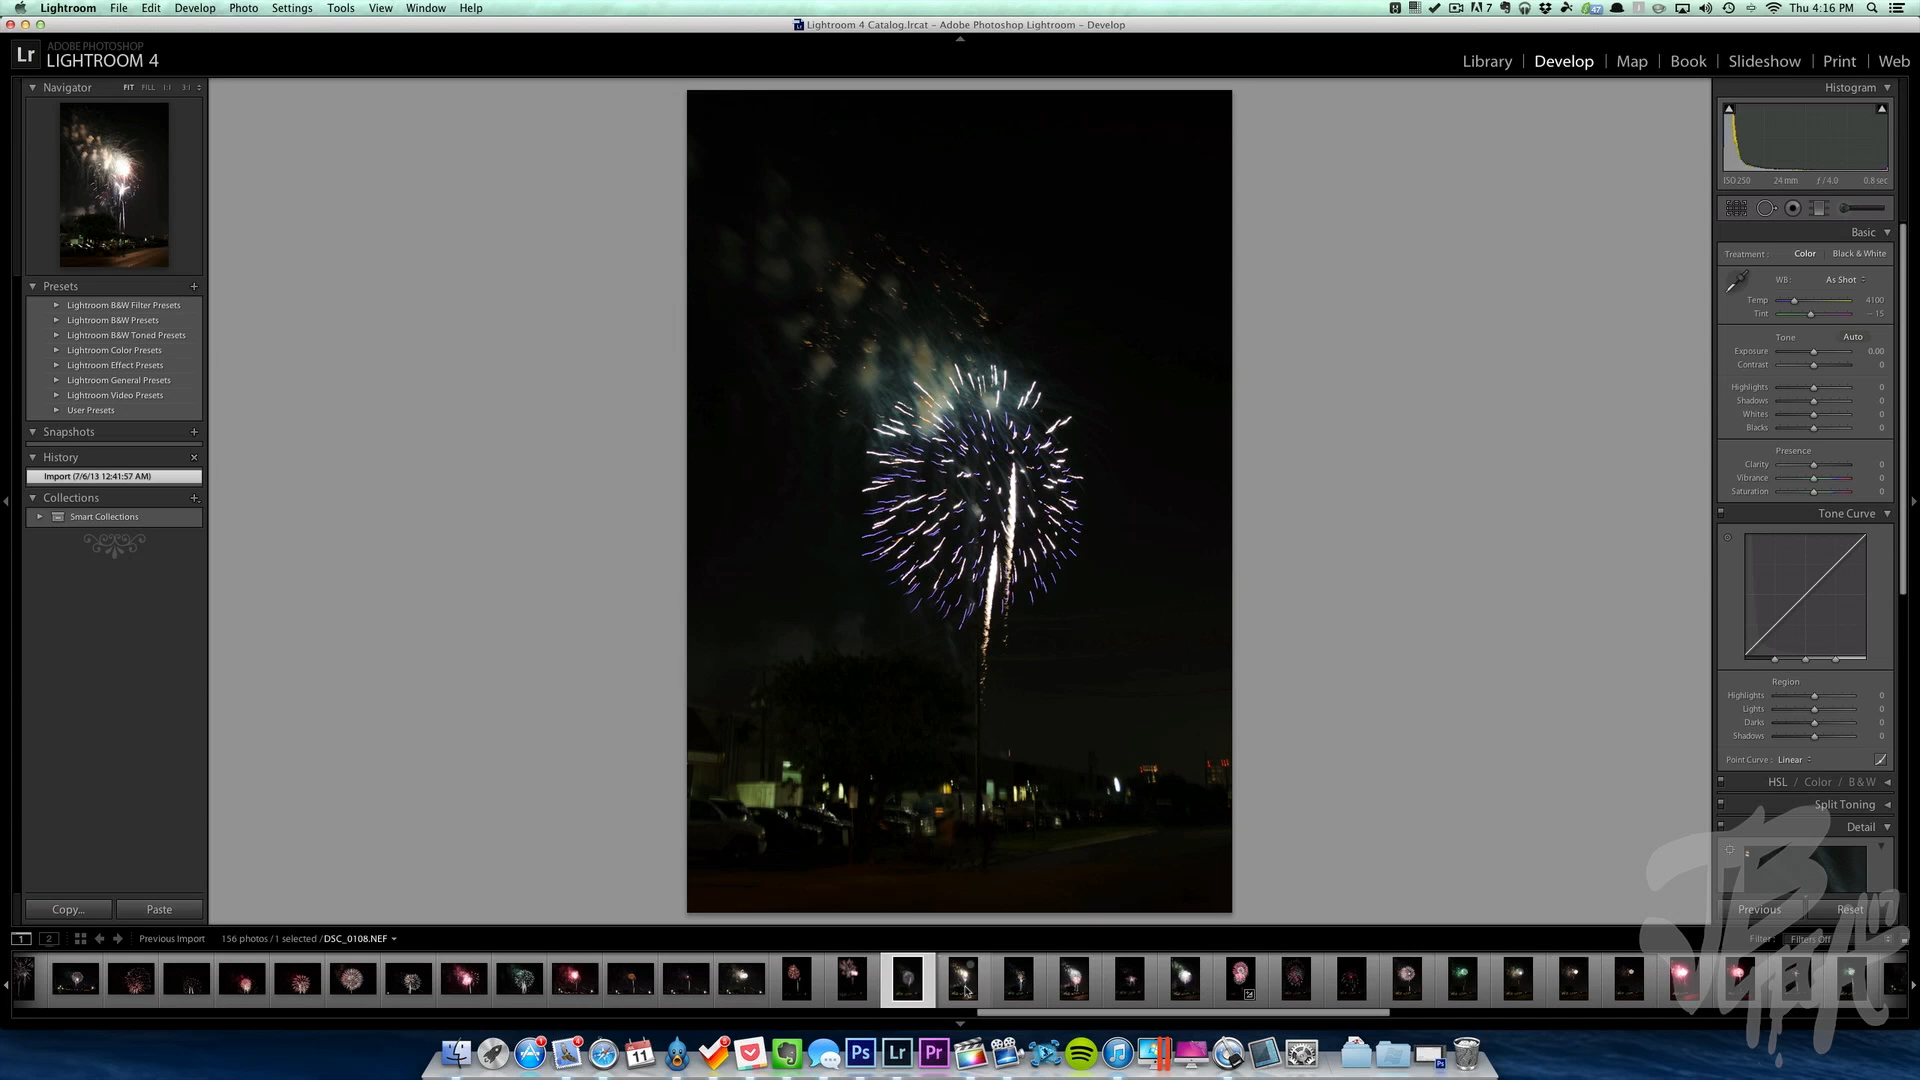 Lightroom File Edit Develop Photo Settings Tools View Window Help
7 47 Thu 4:16 PM
Lightroom 4 Catalog.lrcat – Adobe Photoshop Lightroom – Develop
Lr ADOBE PHOTOSHOP
LIGHTROOM 4
Library | Develop | Map | Book | Slideshow | Print | Web
Navigator FIT FILL 1:1 3:1
Presets +
Lightroom B&W Filter Presets
Lightroom B&W Presets
Lightroom B&W Toned Presets
Lightroom Color Presets
Lightroom Effect Presets
Lightroom General Presets
Lightroom Video Presets
User Presets
Snapshots +
History ×
Import (7/6/13 12:41:57 AM)
Collections +
Smart Collections
Copy... Paste
Histogram
ISO 250 24 mm ƒ / 4.0 0.8 sec
Basic
Treatment : Color Black & White
WB : As Shot
Temp 4100
Tint – 15
Tone Auto
Exposure 0.00
Contrast 0
Highlights 0
Shadows 0
Whites 0
Blacks 0
Presence
Clarity 0
Vibrance 0
Saturation 0
Tone Curve
Region
Highlights 0
Lights 0
Darks 0
Shadows 0
Point Curve : Linear
HSL / Color / B & W
Split Toning
Detail
Previous Reset
1 2 Previous Import 156 photos / 1 selected / DSC_0108.NEF Filter : Filters Off
11 Ps Lr Pr